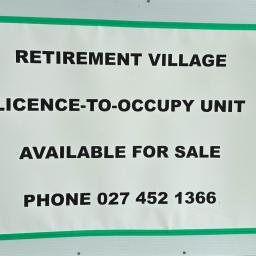 RETIREMENT VILLAGE
LICENCE-TO-OCCUPY UNIT
AVAILABLE FOR SALE
PHONE 027 452 1366